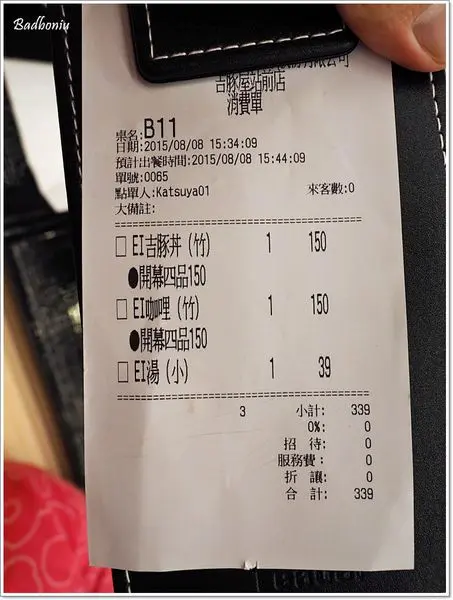 Badboniu
有限公司
吉豚屋站前店
消費單
桌名:B11
日期:2015/08/08 15:34:09
預計出餐時間:2015/08/08 15:44:09
單號:0065
點單人:Katsuya01 來客數:0
大備註:
□ EI吉豚丼(竹) 1 150
●開幕四品150
□ EI咖哩(竹) 1 150
●開幕四品150
□ EI湯(小) 1 39
3 小計: 339
0%: 0
招 待: 0
服務費: 0
折 讓: 0
合 計: 339